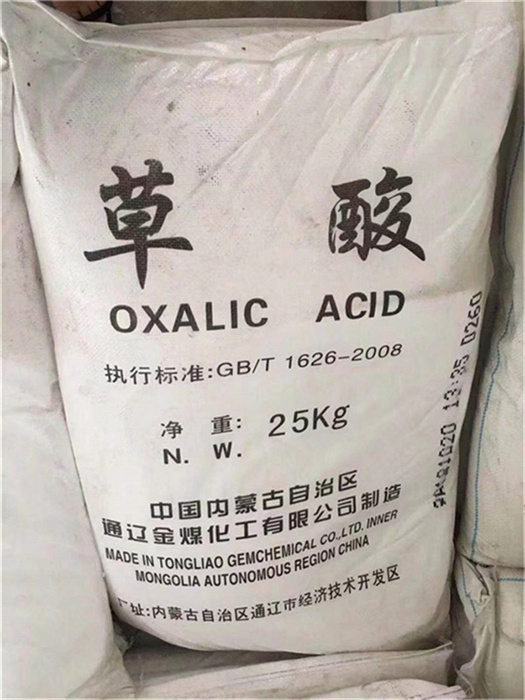 草 酸
OXALIC ACID
执行标准:GB/T 1626-2008
净 重: 25Kg
N. W.
中国内蒙古自治区
通辽金煤化工有限公司制造
MADE IN TONGLIAO GEMCHEMICAL CO.,LTD. INNER
MONGOLIA AUTONOMOUS REGION CHINA
厂址:内蒙古自治区通辽市经济技术开发区
13:35 0260